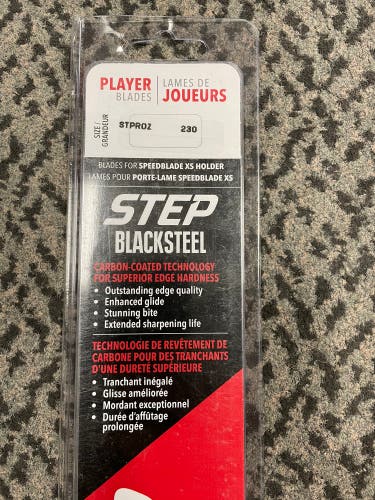 PLAYER
BLADES
LAMES DE
JOUEURS
SIZE /
GRANDEUR
STPROZ 230
BLADES FOR SPEEDBLADE XS HOLDER
LAMES POUR PORTE-LAME SPEEDBLADE XS
STEP
BLACKSTEEL
CARBON-COATED TECHNOLOGY
FOR SUPERIOR EDGE HARDNESS
• Outstanding edge quality
• Enhanced glide
• Stunning bite
• Extended sharpening life
TECHNOLOGIE DE REVÊTEMENT DE
CARBONE POUR DES TRANCHANTS
D'UNE DURETÉ SUPÉRIEURE
• Tranchant inégalé
• Glisse améliorée
• Mordant exceptionnel
• Durée d'affûtage
prolongée